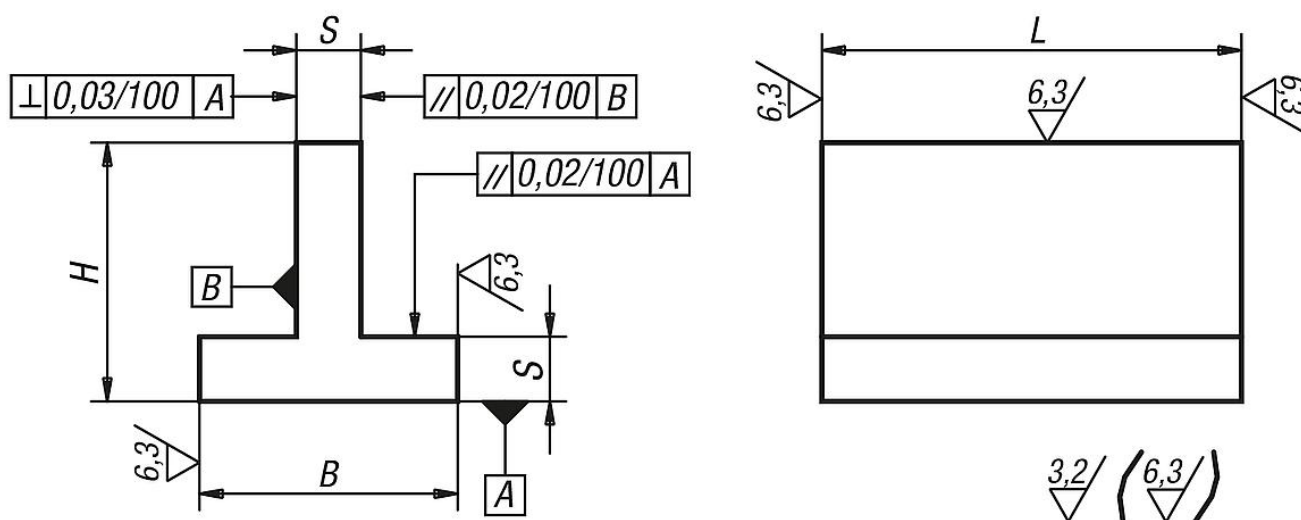 S
L
⊥ 0,03/100 A
// 0,02/100 B
6,3
6,3
6,3
// 0,02/100 A
H
B
6,3
S
6,3
B
A
3,2 (6,3)